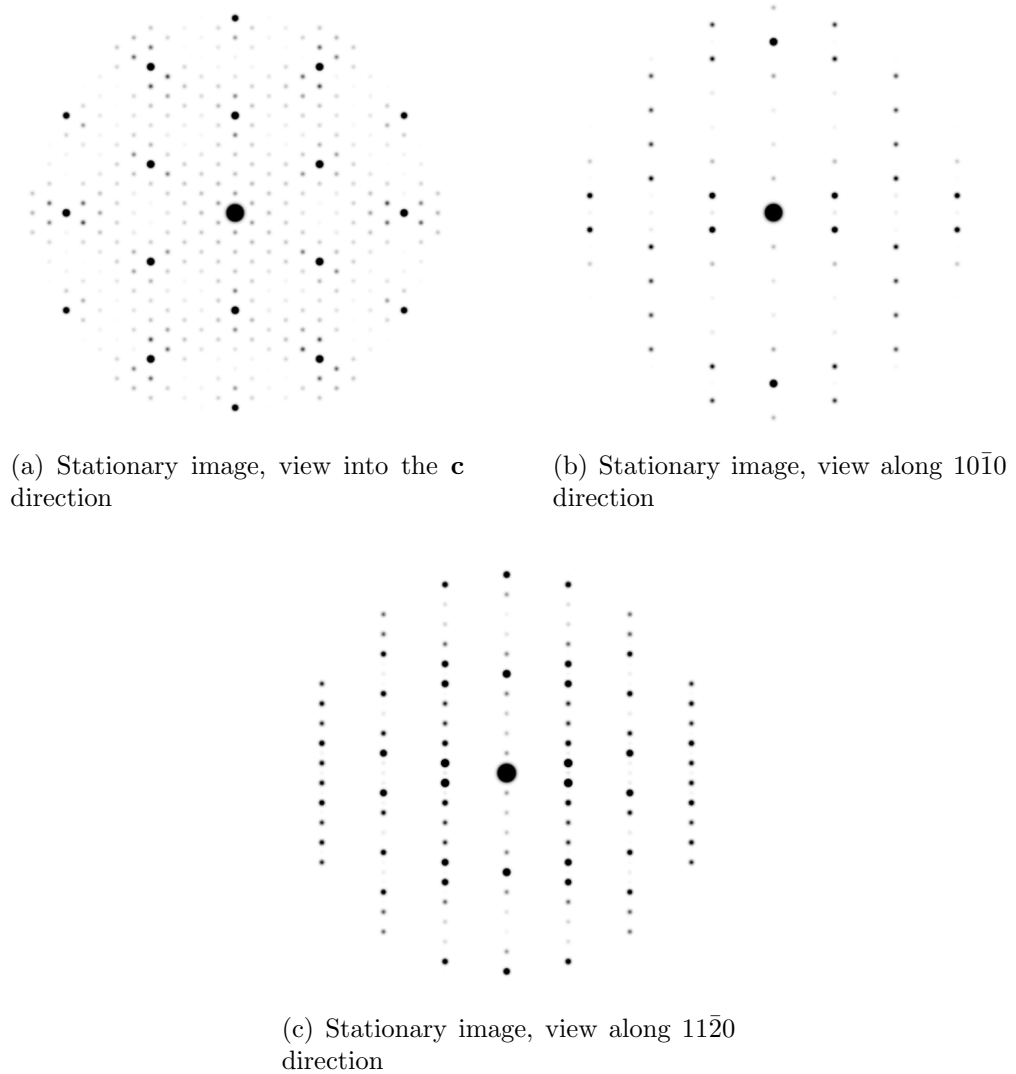 (a) Stationary image, view into the c
direction
(b) Stationary image, view along 101̄0
direction
(c) Stationary image, view along 112̄0
direction